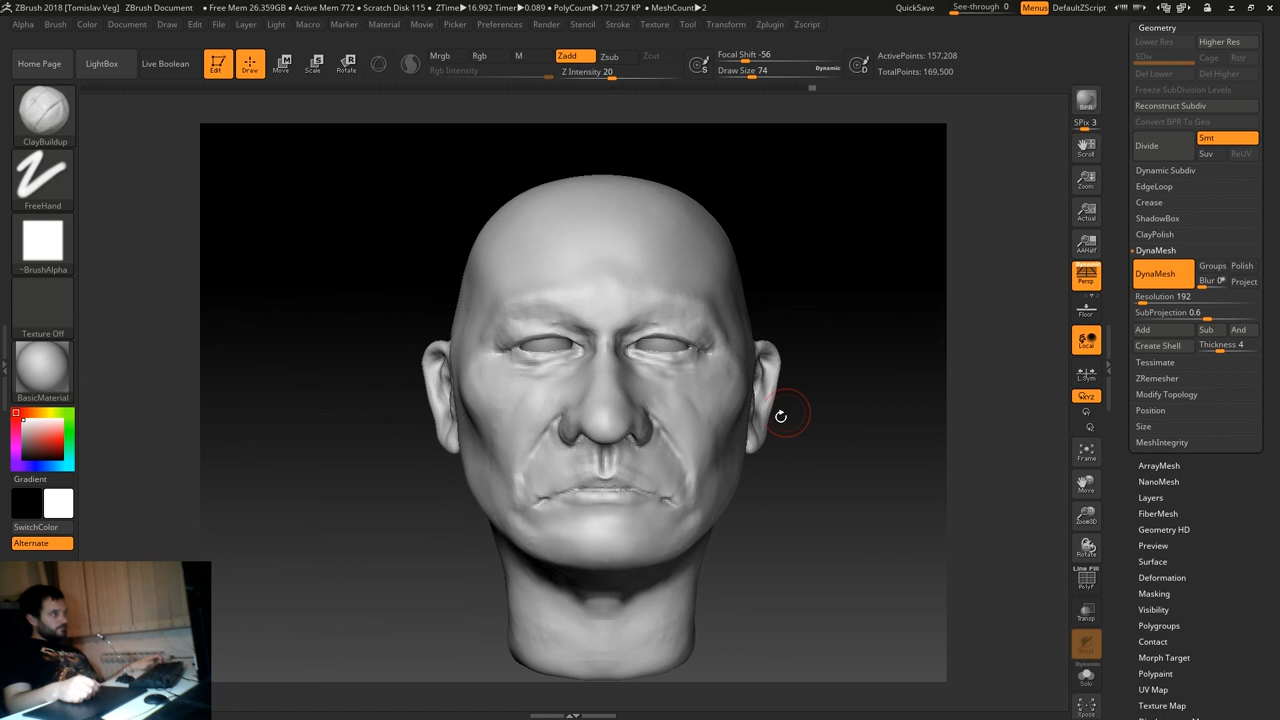 ZBrush 2018 [Tomislav Veg] ZBrush Document • Free Mem 26.359GB • Active Mem 772 • Scratch Disk 115 • ZTime▶16.992 Timer▶0.089 • PolyCount▶171.257 KP • MeshCount▶2 QuickSave See-through 0 Menus DefaultZScript
Alpha Brush Color Document Draw Edit File Layer Light Macro Marker Material Movie Picker Preferences Render Stencil Stroke Texture Tool Transform Zplugin Zscript
Home Page LightBox Live Boolean Edit Draw Move Scale Rotate
Mrgb Rgb M Zadd Zsub Zcut
Rgb Intensity Z Intensity 20
Focal Shift -56
Draw Size 74 Dynamic
S
D
ActivePoints: 157,208
TotalPoints: 169,500
ClayBuildup
FreeHand
~BrushAlpha
Texture Off
BasicMaterial
Gradient
SwitchColor
Alternate
BPR
SPix 3
Scroll
Zoom
Actual
AAHalf
Dynamic
Persp
Floor
Local
L.Sym
XYZ
Frame
Move
Zoom3D
Rotate
Line Fill
PolyF
Transp
Dynamic
Solo
Xpose
Geometry
Lower Res Higher Res
SDiv Cage Rstr
Del Lower Del Higher
Freeze SubDivision Levels
Reconstruct Subdiv
Convert BPR To Geo
Divide Smt
Suv ReUV
Dynamic Subdiv
EdgeLoop
Crease
ShadowBox
ClayPolish
DynaMesh
DynaMesh Groups Polish
Blur 0 Project
Resolution 192
SubProjection 0.6
Add Sub And
Create Shell Thickness 4
Tessimate
ZRemesher
Modify Topology
Position
Size
MeshIntegrity
ArrayMesh
NanoMesh
Layers
FiberMesh
Geometry HD
Preview
Surface
Deformation
Masking
Visibility
Polygroups
Contact
Morph Target
Polypaint
UV Map
Texture Map